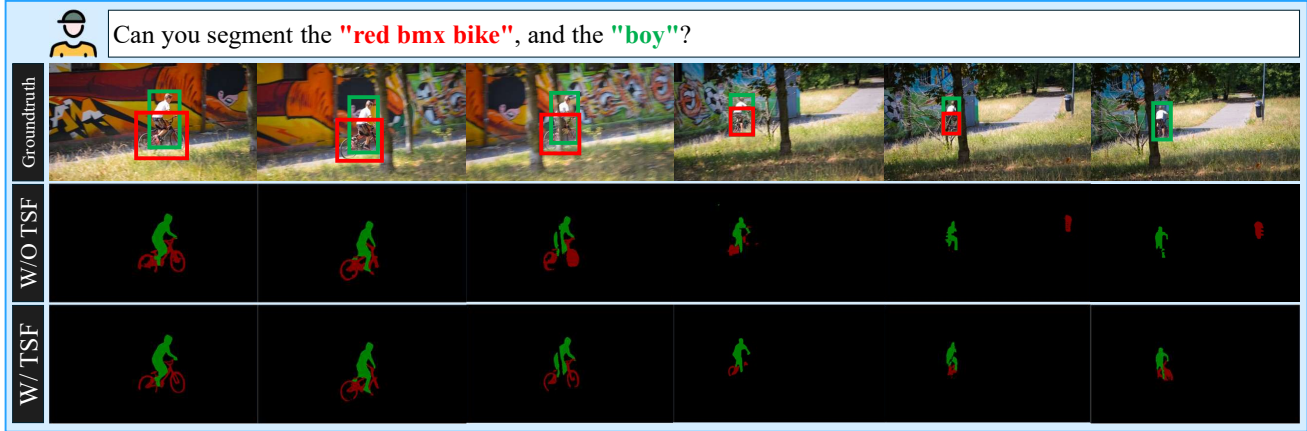 Can you segment the "red bmx bike", and the "boy"?
Groundtruth
W/O TSF
W/ TSF